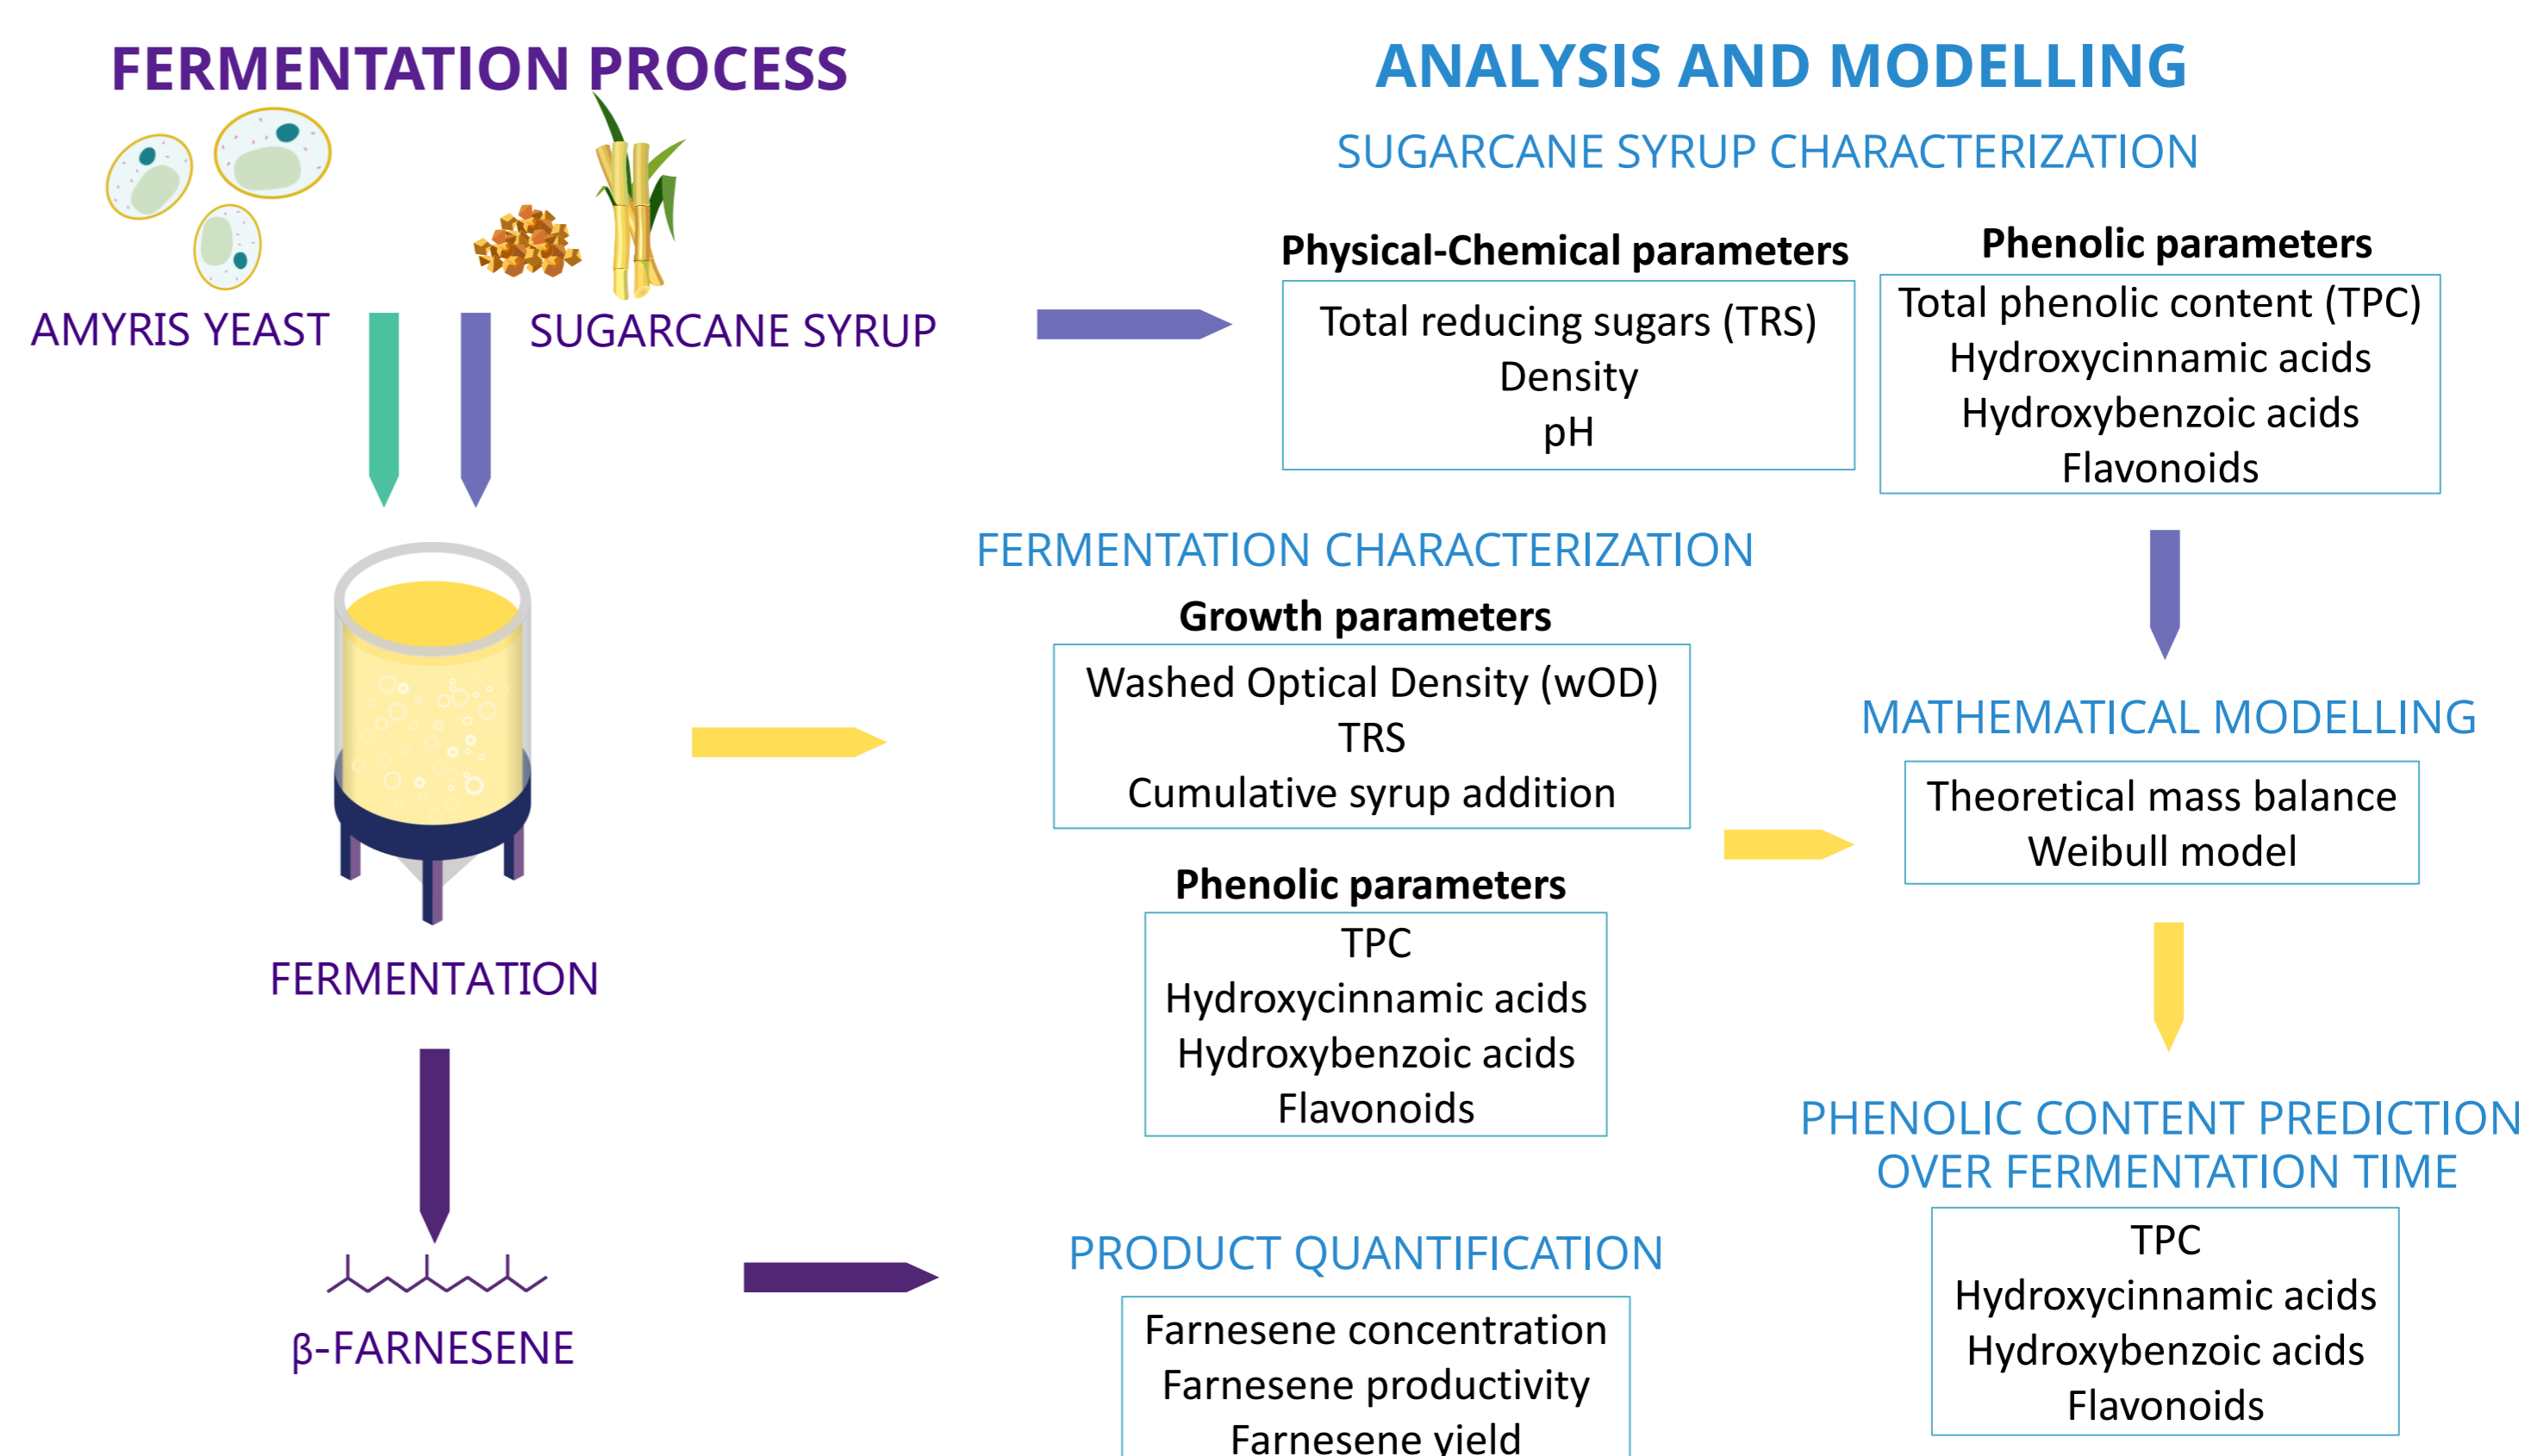 FERMENTATION PROCESS
AMYRIS YEAST
SUGARCANE SYRUP
FERMENTATION
β-FARNESENE
ANALYSIS AND MODELLING
SUGARCANE SYRUP CHARACTERIZATION
Physical-Chemical parameters
Total reducing sugars (TRS)
Density
pH
Phenolic parameters
Total phenolic content (TPC)
Hydroxycinnamic acids
Hydroxybenzoic acids
Flavonoids
FERMENTATION CHARACTERIZATION
Growth parameters
Washed Optical Density (wOD)
TRS
Cumulative syrup addition
Phenolic parameters
TPC
Hydroxycinnamic acids
Hydroxybenzoic acids
Flavonoids
MATHEMATICAL MODELLING
Theoretical mass balance
Weibull model
PRODUCT QUANTIFICATION
Farnesene concentration
Farnesene productivity
Farnesene yield
PHENOLIC CONTENT PREDICTION
OVER FERMENTATION TIME
TPC
Hydroxycinnamic acids
Hydroxybenzoic acids
Flavonoids